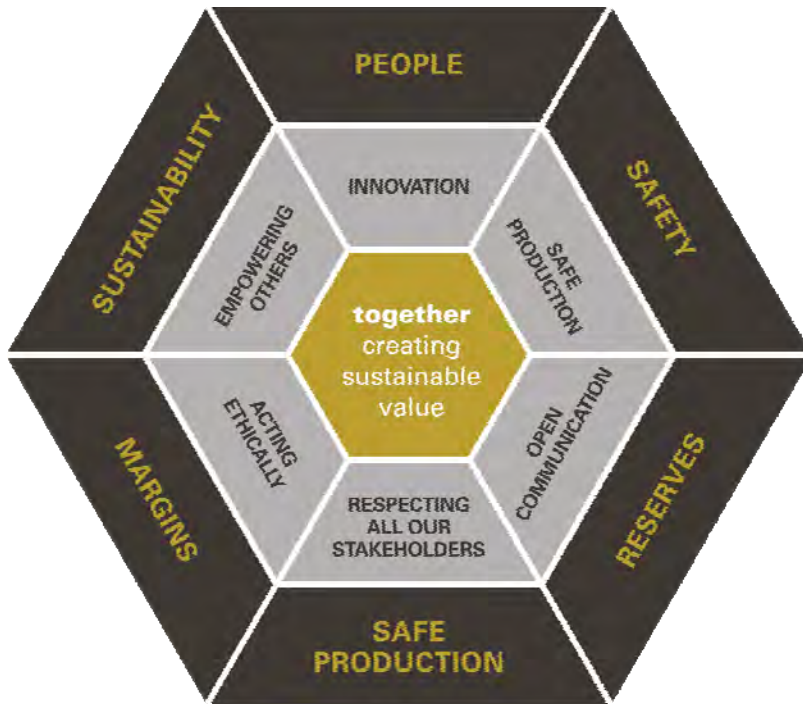 PEOPLE
SAFETY
RESERVES
SAFE
PRODUCTION
MARGINS
SUSTAINABILITY
INNOVATION
SAFE
PRODUCTION
OPEN
COMMUNICATION
RESPECTING
ALL OUR
STAKEHOLDERS
ACTING
ETHICALLY
EMPOWERING
OTHERS
together
creating
sustainable
value